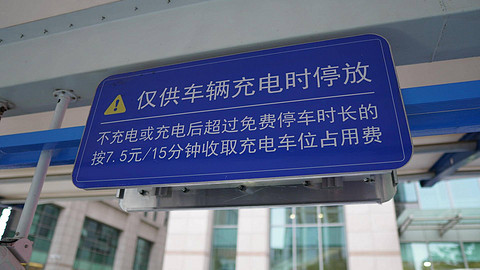 仅供车辆充电时停放
不充电或充电后超过免费停车时长的
按7.5元/15分钟收取充电车位占用费